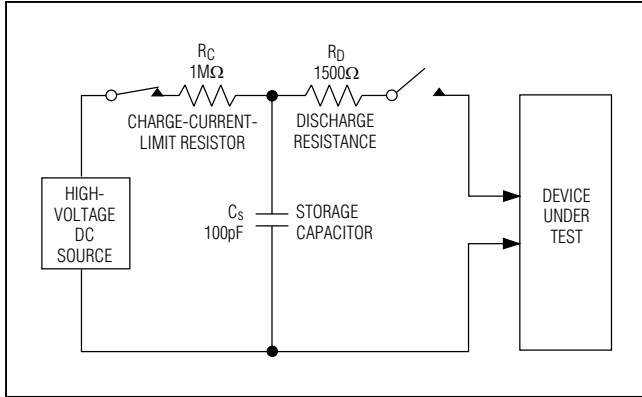 RC
1MΩ
CHARGE-CURRENT-
LIMIT RESISTOR
RD
1500Ω
DISCHARGE
RESISTANCE
HIGH-
VOLTAGE
DC
SOURCE
Cs
100pF
STORAGE
CAPACITOR
DEVICE
UNDER
TEST